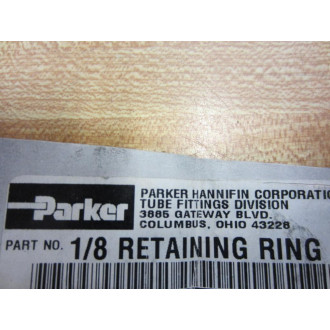 Parker
PARKER HANNIFIN CORPORATIO
TUBE FITTINGS DIVISION
3885 GATEWAY BLVD.
COLUMBUS, OHIO 43228
PART NO. 1/8 RETAINING RING